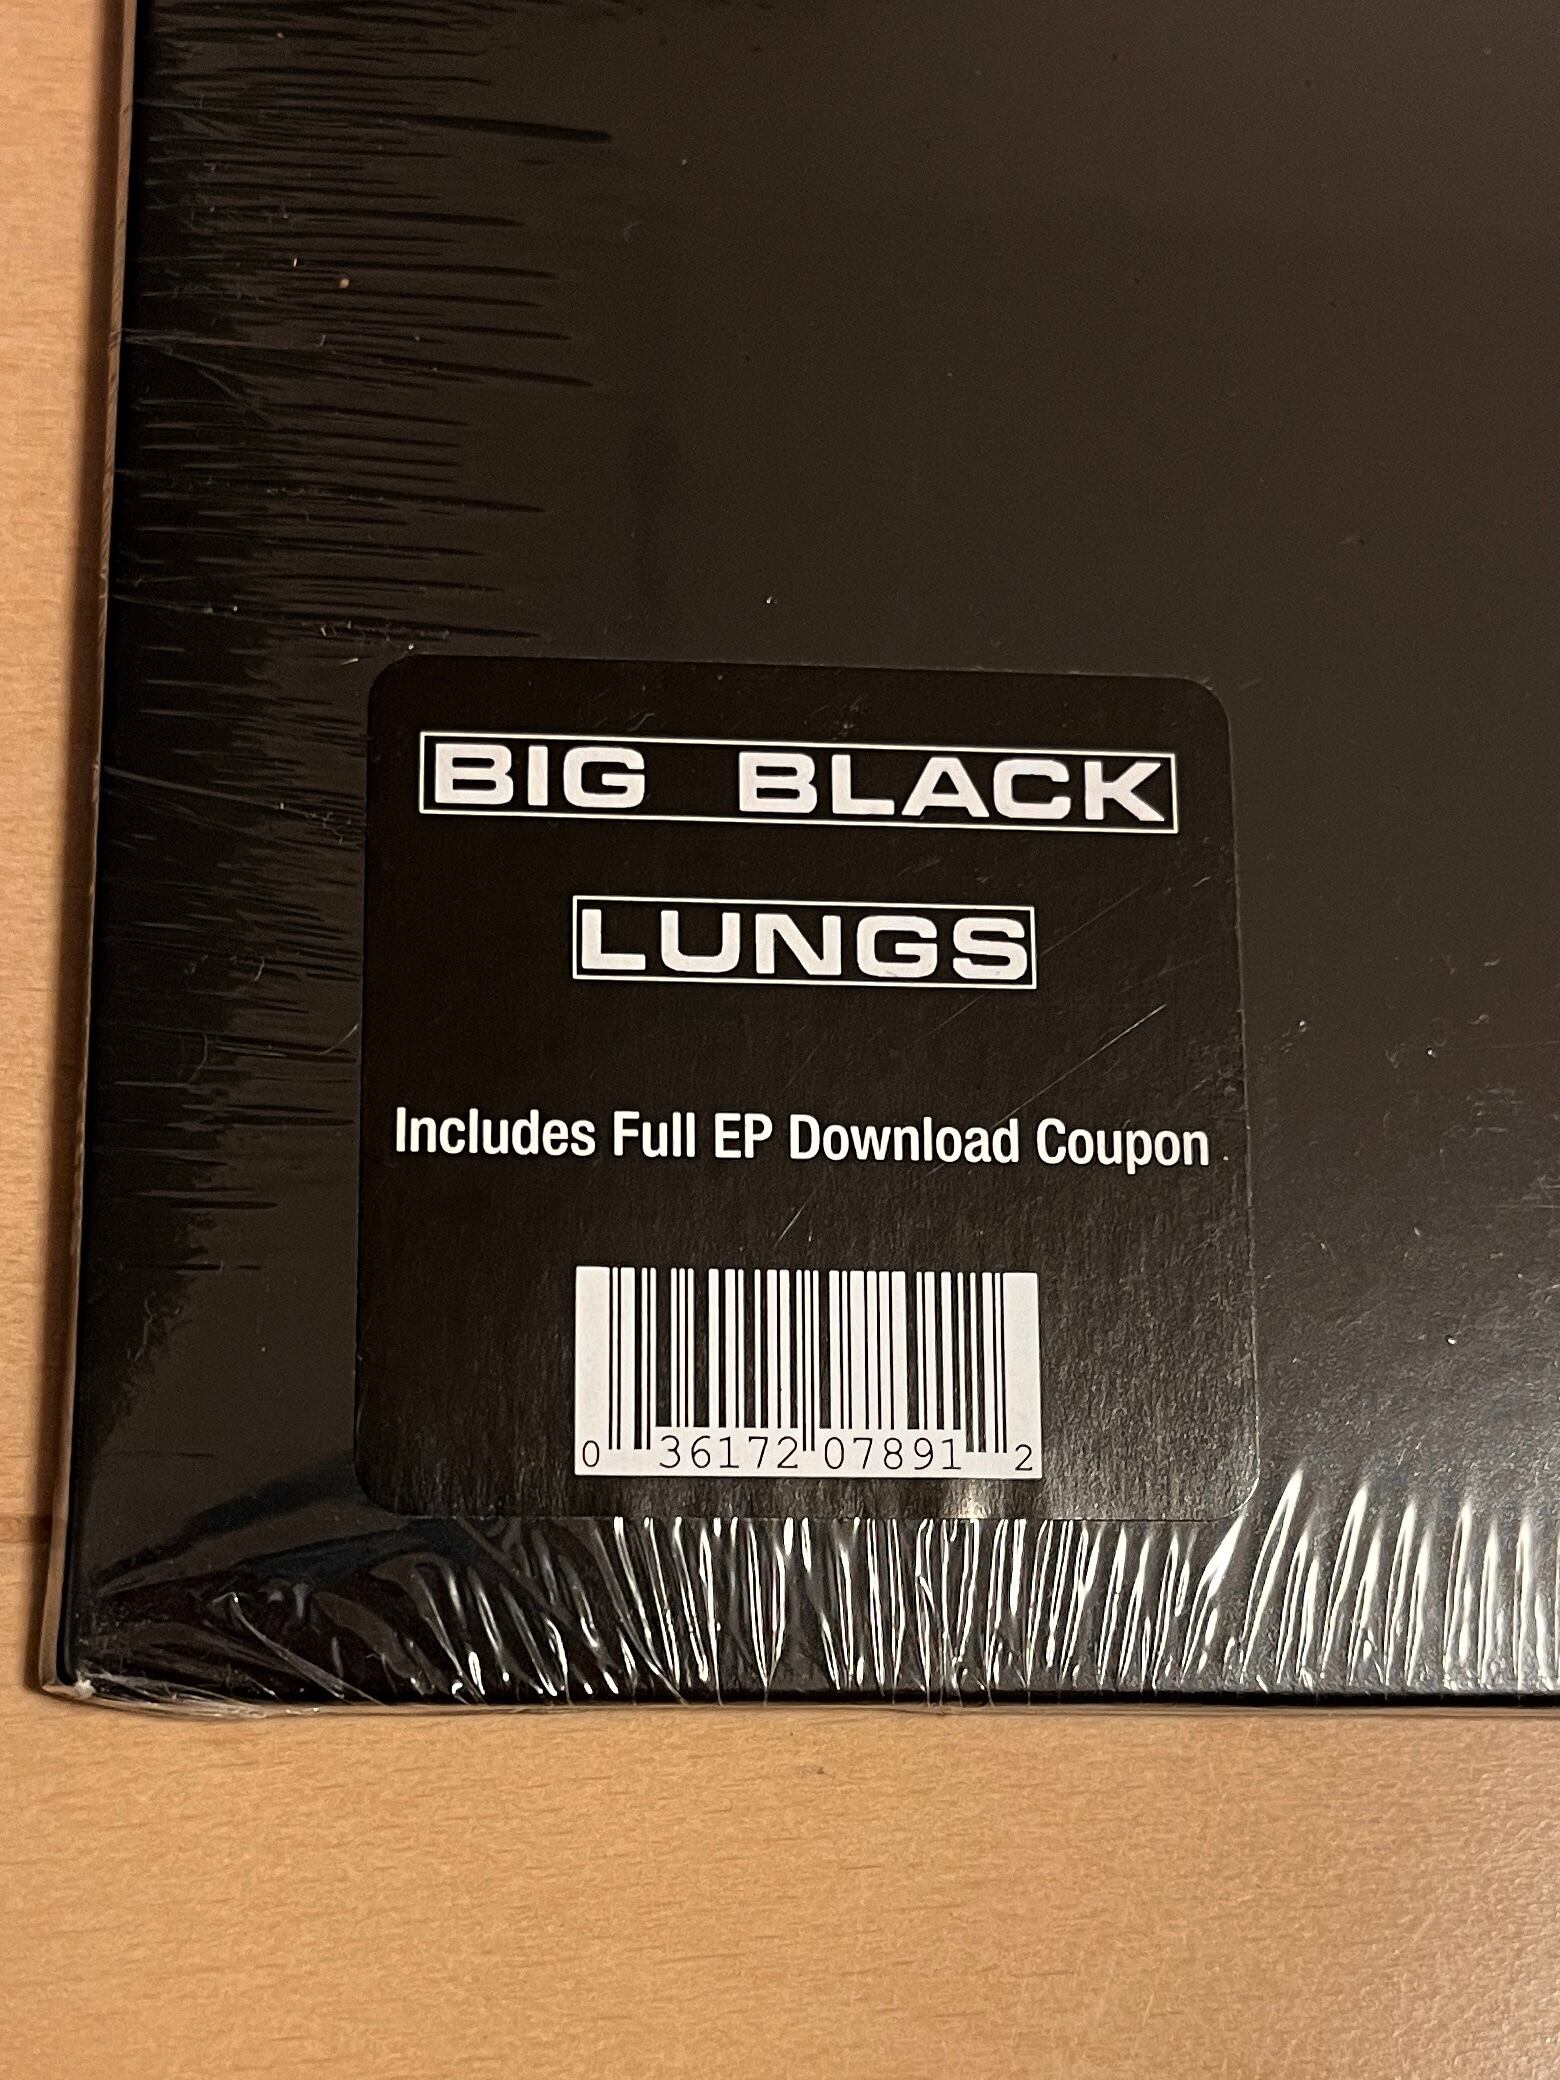 BIG BLACK
LUNGS
Includes Full EP Download Coupon
0 36172 07891 2